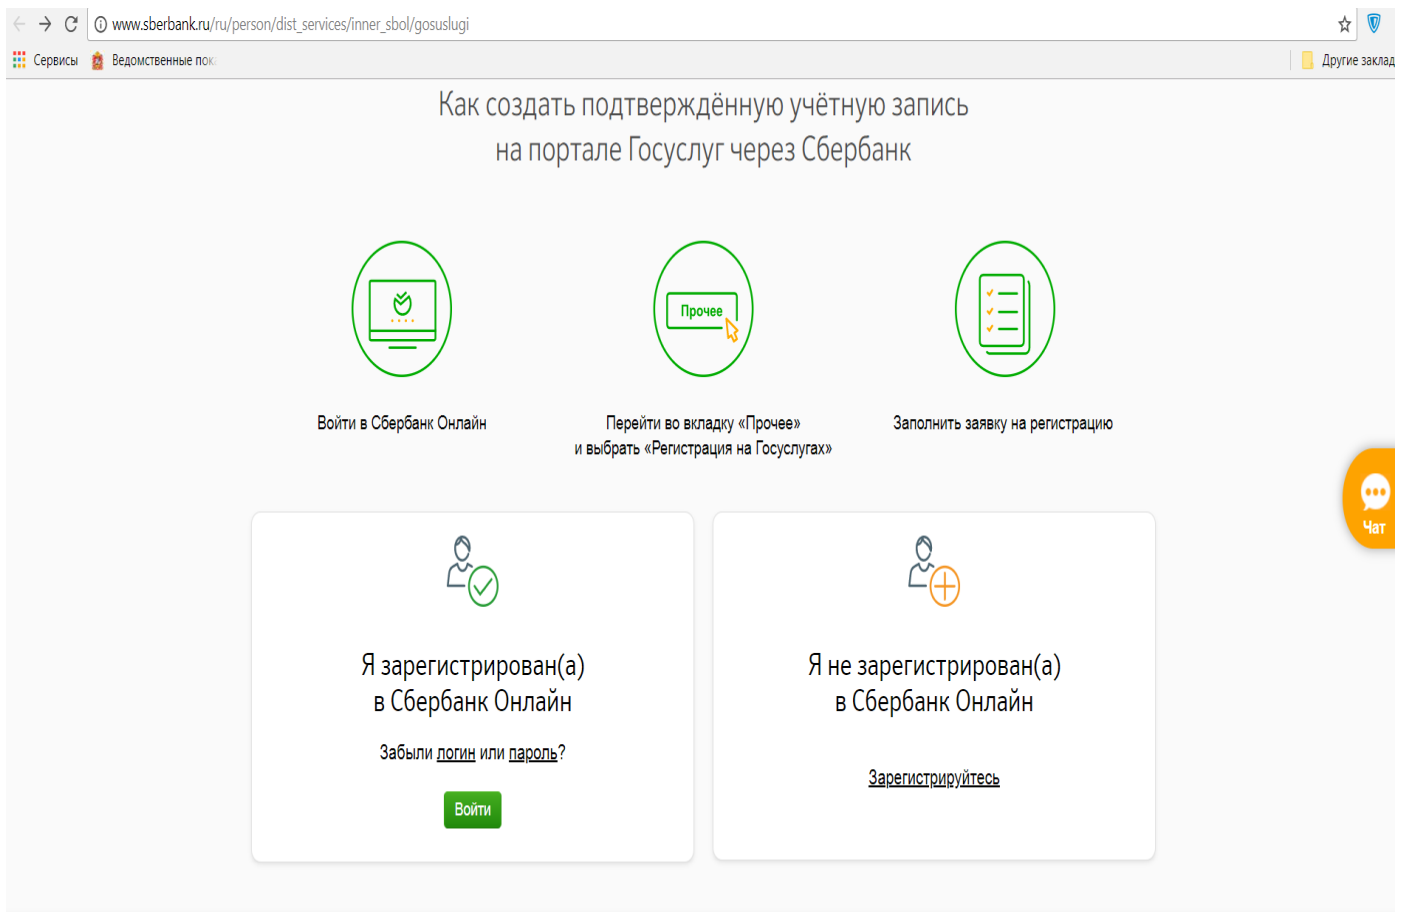 www.sberbank.ru/ru/person/dist_services/inner_sbol/gosuslugi
Сервисы Ведомственные пок
Другие заклад
Как создать подтверждённую учётную запись
на портале Госуслуг через Сбербанк
Прочее
Войти в Сбербанк Онлайн
Перейти во вкладку «Прочее»
и выбрать «Регистрация на Госуслугах»
Заполнить заявку на регистрацию
Чат
Я зарегистрирован(а)
в Сбербанк Онлайн
Забыли логин или пароль?
Войти
Я не зарегистрирован(а)
в Сбербанк Онлайн
Зарегистрируйтесь